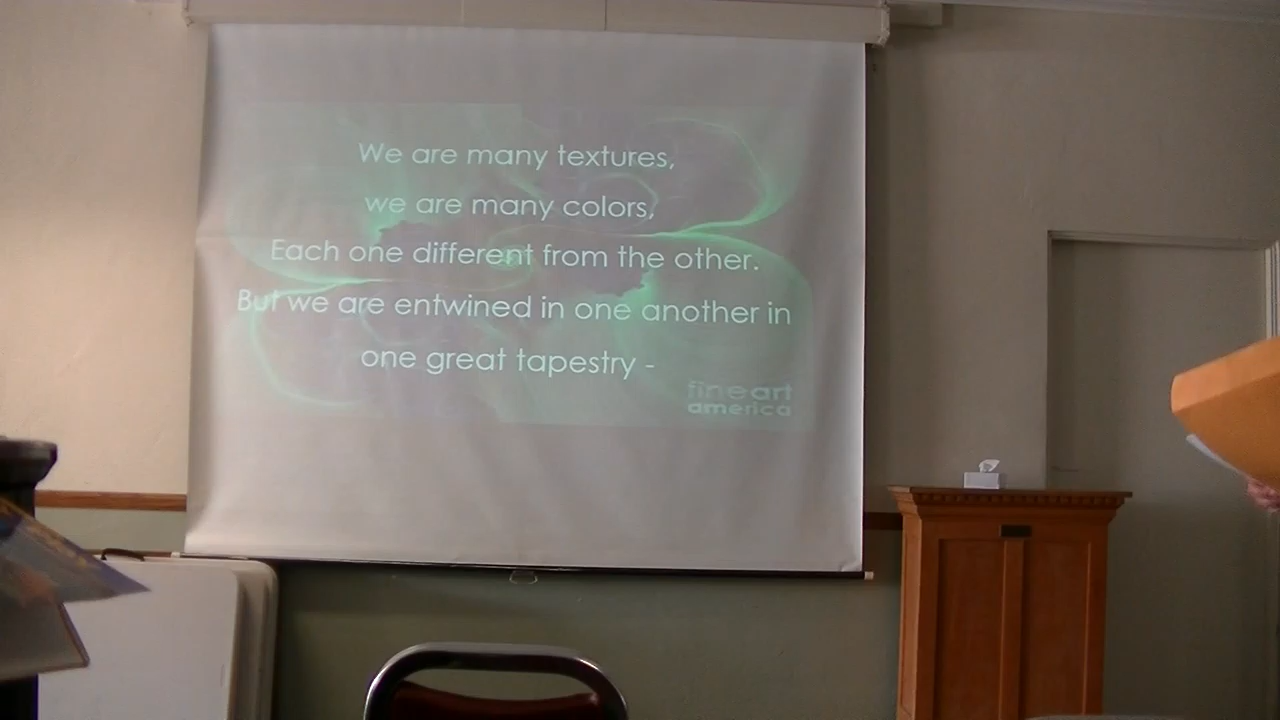 We are many textures,
we are many colors,
Each one different from the other.
But we are entwined in one another in
one great tapestry -
fineart
america